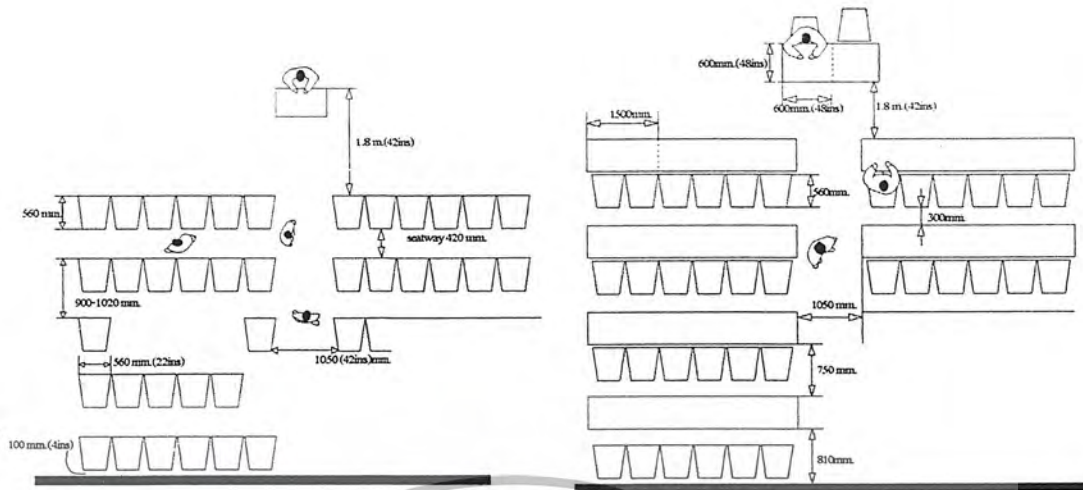 1.8 m.(42ins)
560 mm.
seatway 420 mm.
900-1020 mm.
1050 (42ins)mm.
560 mm.(22ins)
100 mm.(4ins)
600mm.(48ins)
600mm.(48ins)
1.8 m.(42ins)
1500mm.
560mm.
300mm.
1050 mm.
750 mm.
810mm.